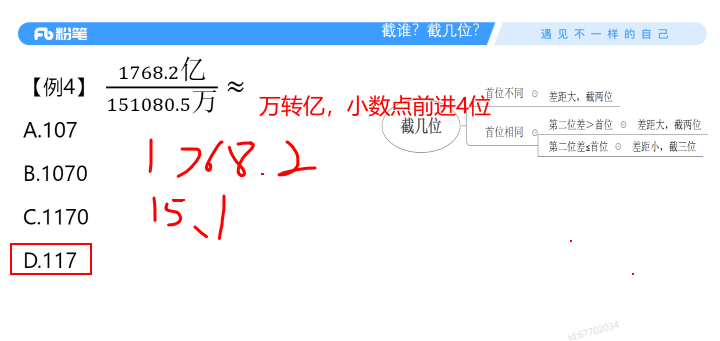 粉笔
截谁？截几位？
遇见不一样的自己
【例4】 1768.2亿 / 151080.5万 ≈
万转亿，小数点前进4位
A.107
B.1070
C.1170
D.117
1768.2
15.1
截几位
首位不同 差距大，截两位
首位相同
第二位差>首位 差距大，截两位
第二位差≤首位 差距小，截三位
id:67702034